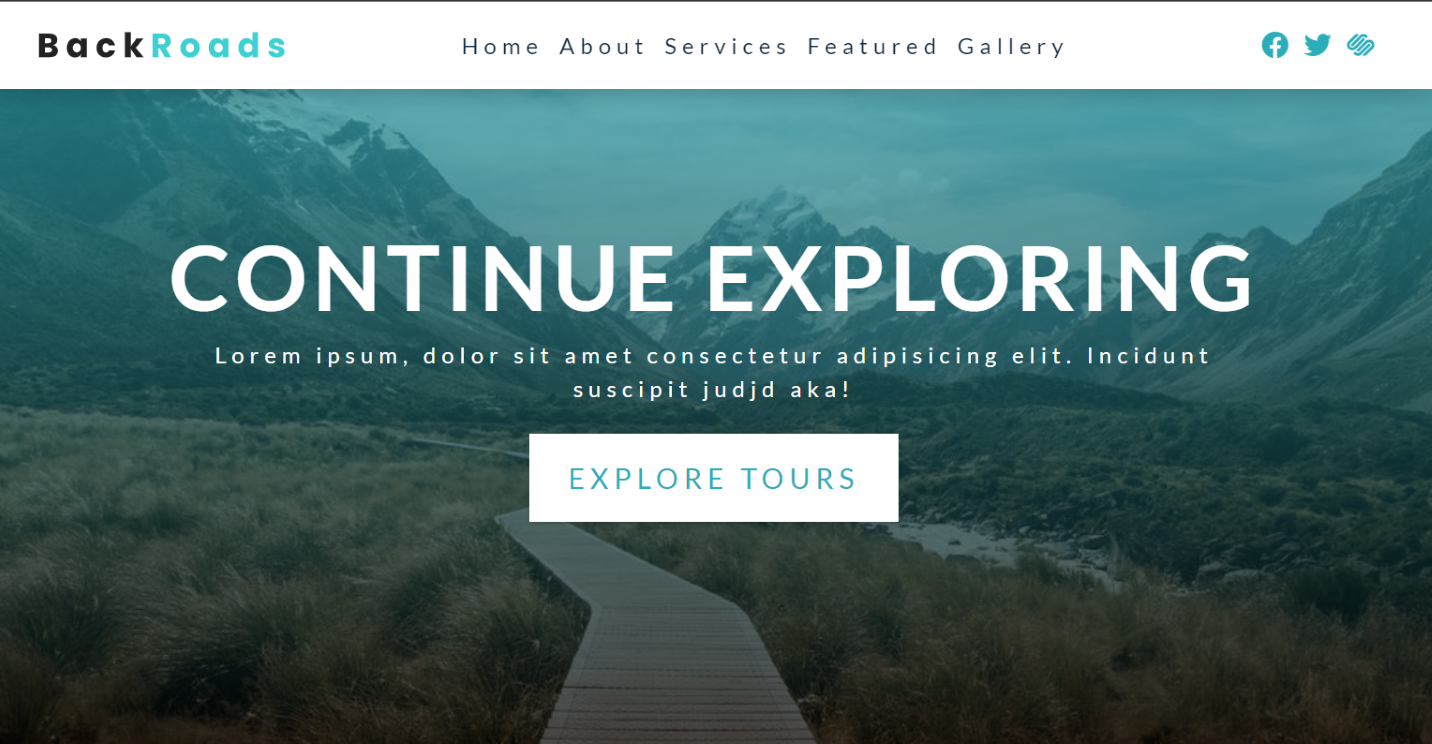 BackRoads
Home About Services Featured Gallery
CONTINUE EXPLORING
Lorem ipsum, dolor sit amet consectetur adipisicing elit. Incidunt
suscipit judjd aka!
EXPLORE TOURS